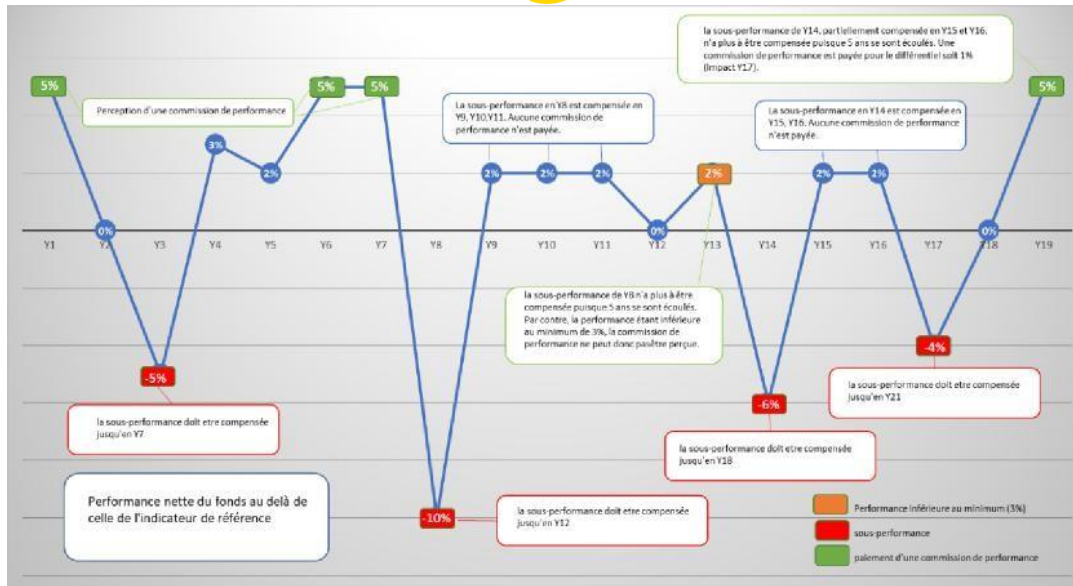 la sous-performance de Y14, partiellement compensée en Y15 et Y16,
n'a plus à être compensée puisque 5 ans se sont écoulés. Une
commission de performance est payée pour le différentiel soit 1%
(Impact Y17).
5%
Perception d'une commission de performance
5%
5%
La sous-performance en Y8 est compensée en
Y9, Y10,Y11. Aucune commission de
performance n'est payée.
La sous-performance en Y14 est compensée en
Y15, Y16. Aucune commission de performance
n'est payée.
5%
3%
2%
2%
2%
2%
2%
2%
2%
0%
0%
0%
Y1
Y2
Y3
Y4
Y5
Y6
Y7
Y8
Y9
Y10
Y11
Y12
Y13
Y14
Y15
Y16
Y17
Y18
Y19
la sous-performance de Y8 n'a plus à être
compensée puisque 5 ans se sont écoulés.
Par contre, la performance étant inférieure
au minimum de 3%, la commission de
performance ne peut donc pasêtre perçue.
-5%
-4%
-6%
-10%
la sous-performance doit etre compensée
jusqu'en Y7
la sous-performance doit etre compensée
jusqu'en Y21
la sous-performance doit etre compensée
jusqu'en Y18
la sous-performance doit etre compensée
jusqu'en Y12
Performance nette du fonds au delà de
celle de l'indicateur de référence
Performance inférieure au minimum (3%)
sous-performance
paiement d'une commission de performance